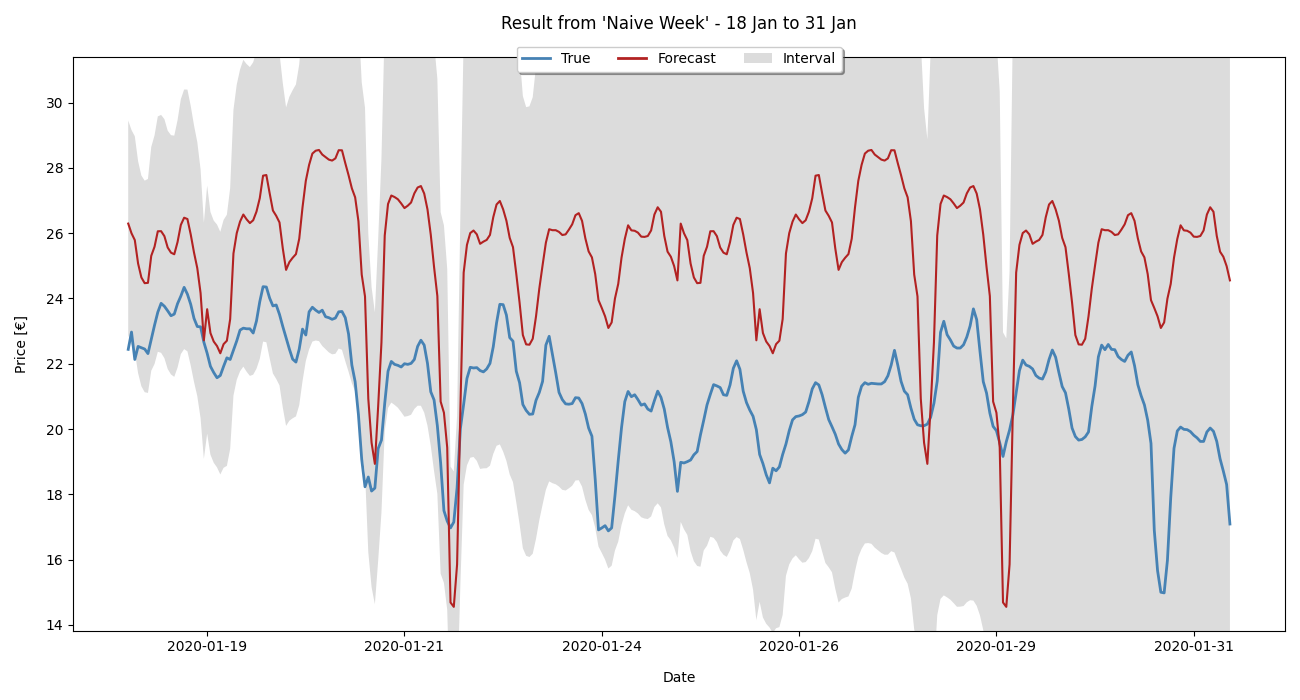 Result from 'Naive Week' - 18 Jan to 31 Jan
True Forecast Interval
30
28
26
24
22
20
18
16
14
Price [€]
2020-01-19 2020-01-21 2020-01-24 2020-01-26 2020-01-29 2020-01-31
Date